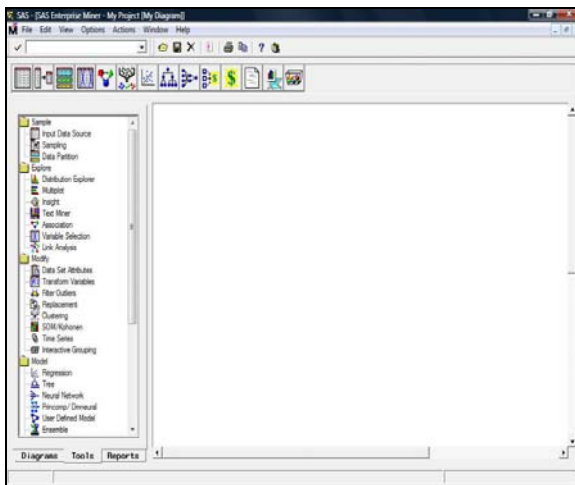 SAS - [SAS Enterprise Miner - My Project [My Diagram]]
File Edit View Options Actions Window Help
Sample
Input Data Source
Sampling
Data Partition
Explore
Distribution Explorer
Multiplot
Insight
Text Miner
Association
Variable Selection
Link Analysis
Modify
Data Set Attributes
Transform Variables
Filter Outliers
Replacement
Clustering
SOM/Kohonen
Time Series
Interactive Grouping
Model
Regression
Tree
Neural Network
Princomp/Dmneural
User Defined Model
Ensemble
Diagrams Tools Reports